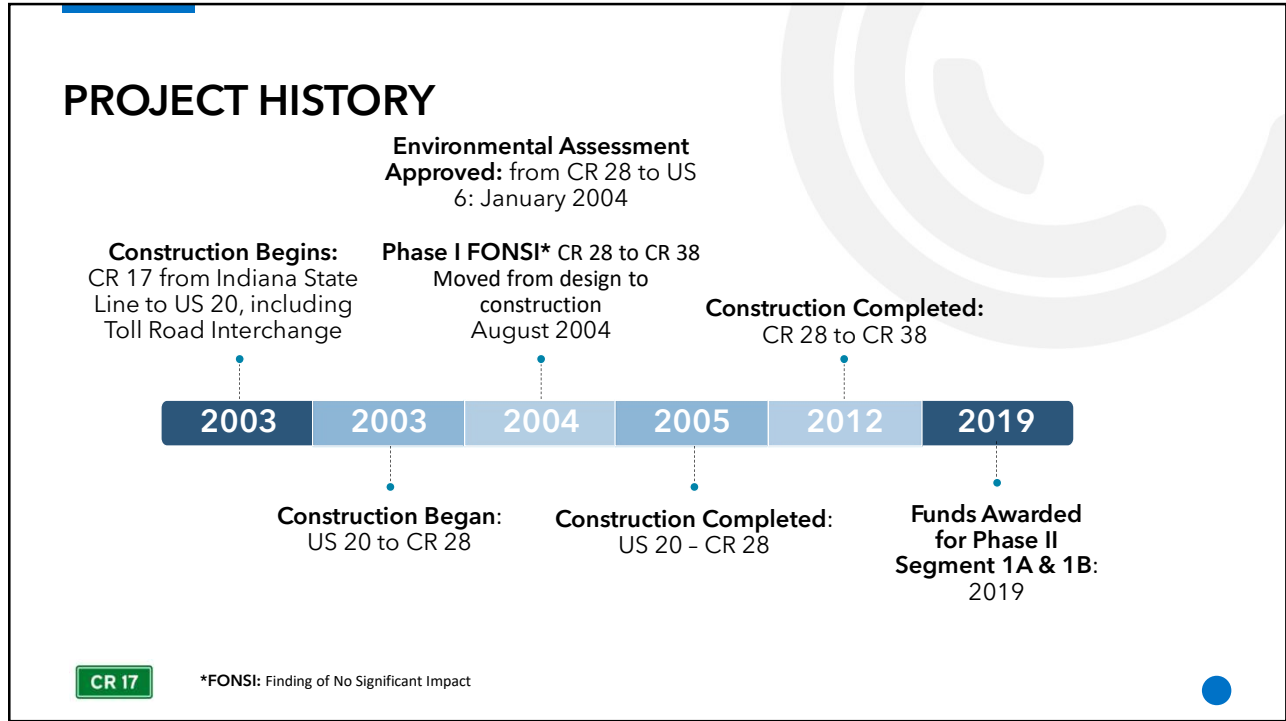 PROJECT HISTORY
Environmental Assessment
Approved: from CR 28 to US
6: January 2004
Construction Begins:
CR 17 from Indiana State
Line to US 20, including
Toll Road Interchange
Phase I FONSI* CR 28 to CR 38
Moved from design to
construction
August 2004
Construction Completed:
CR 28 to CR 38
2003
2003
2004
2005
2012
2019
Construction Began:
US 20 to CR 28
Construction Completed:
US 20 – CR 28
Funds Awarded
for Phase II
Segment 1A & 1B:
2019
CR 17
*FONSI: Finding of No Significant Impact